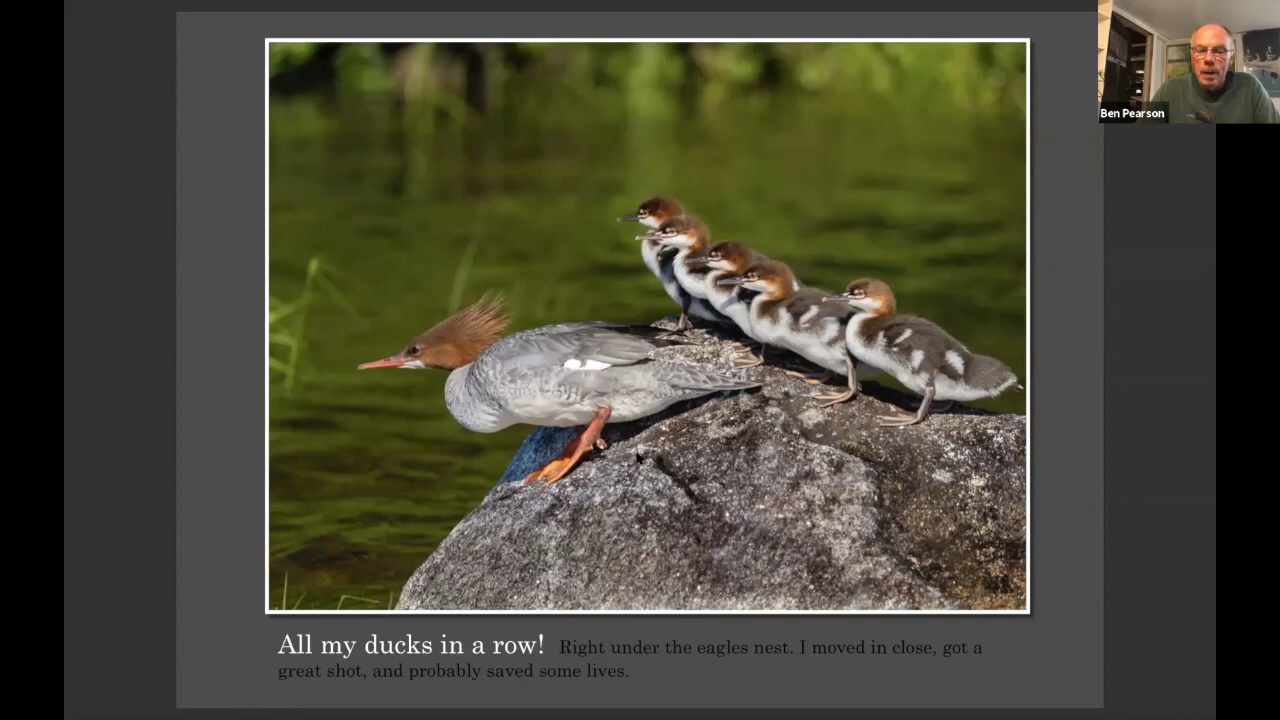 Ben Pearson
All my ducks in a row! Right under the eagles nest. I moved in close, got a
great shot, and probably saved some lives.